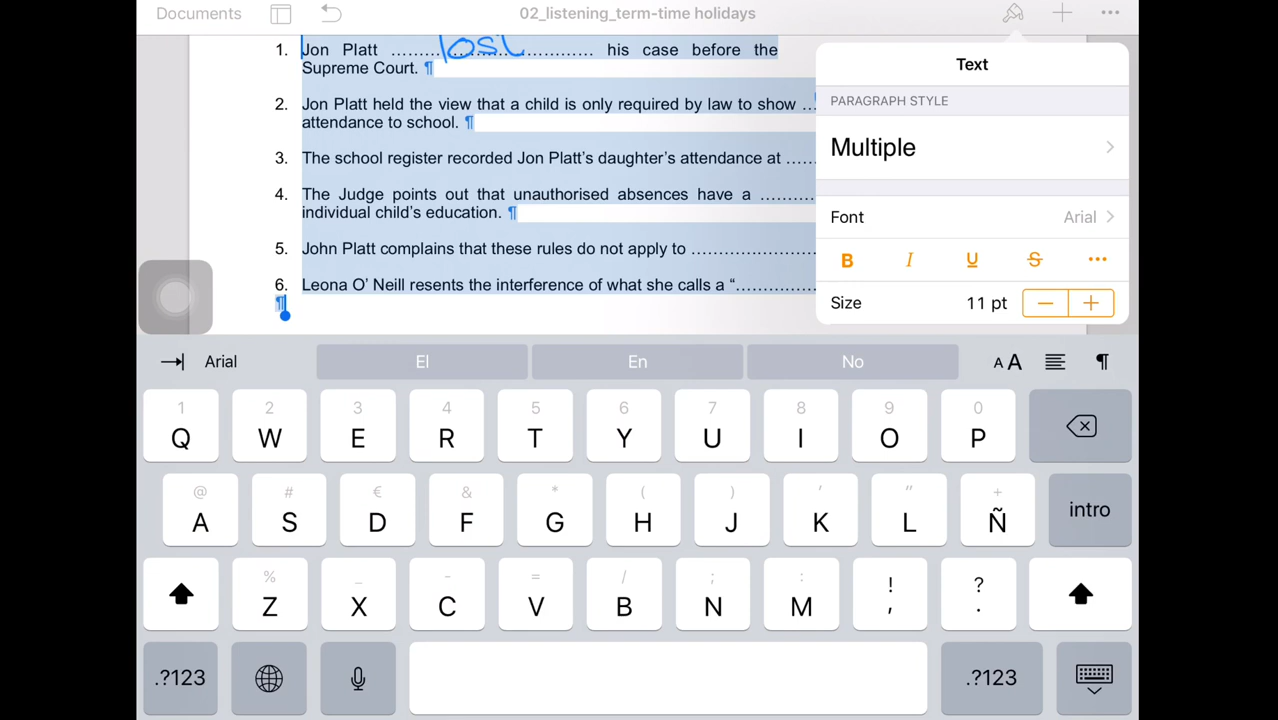 Documents
02_listening_term-time holidays
1. Jon Platt .......lost............. his case before the
Supreme Court. ¶
2. Jon Platt held the view that a child is only required by law to show ...
attendance to school. ¶
3. The school register recorded Jon Platt's daughter's attendance at ......
4. The Judge points out that unauthorised absences have a .........
individual child's education. ¶
5. John Platt complains that these rules do not apply to .....................
6. Leona O' Neill resents the interference of what she calls a “.............
¶
Text
PARAGRAPH STYLE
Multiple
Font Arial
B I U S •••
Size 11 pt − +
Arial El En No A A ¶
1 2 3 4 5 6 7 8 9 0
Q W E R T Y U I O P
@ # € & * ( ) ' " +
A S D F G H J K L Ñ
intro
% _ - = / ; : ! ?
Z X C V B N M , .
.?123 .?123